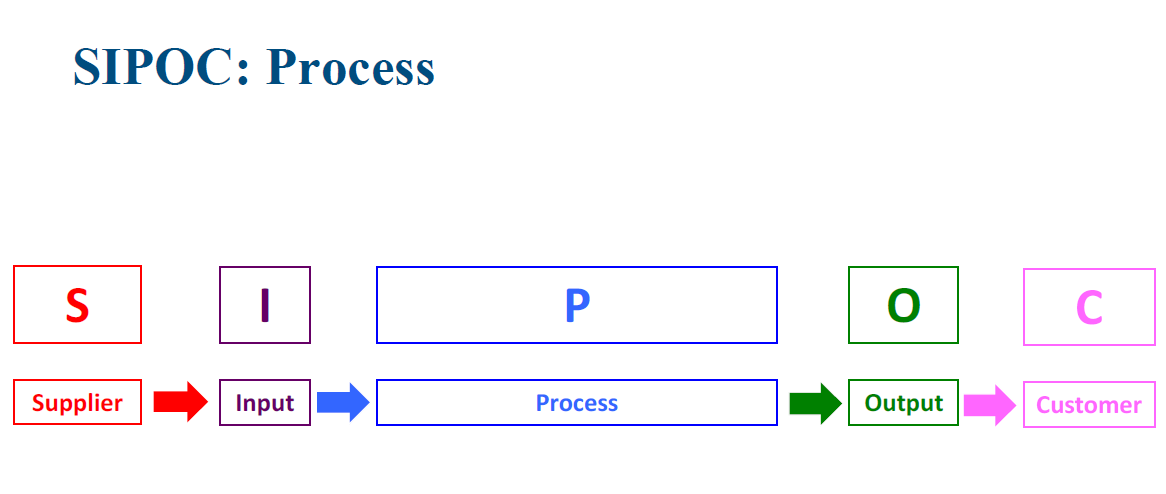 SIPOC: Process
S I P O C
Supplier Input Process Output Customer